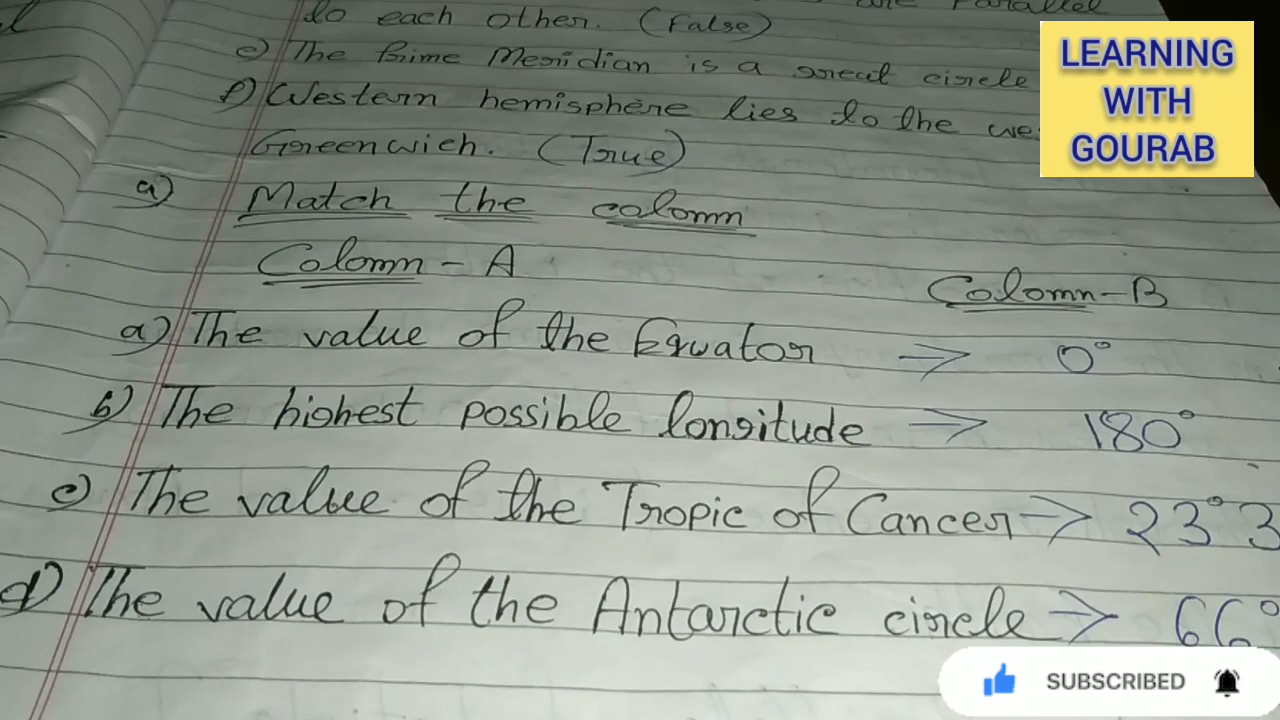 are Parallel
to each other. (False)
e) The Prime Meridian is a great circle
f) Western hemisphere lies to the we
Greenwich. (True)
g) Match the colomn
Colomn - A
Colomn - B
a) The value of the Equator → 0°
b) The highest possible longitude → 180°
c) The value of the Tropic of Cancer → 23°3
d) The value of the Antarctic circle → 66°
LEARNING
WITH
GOURAB
SUBSCRIBED